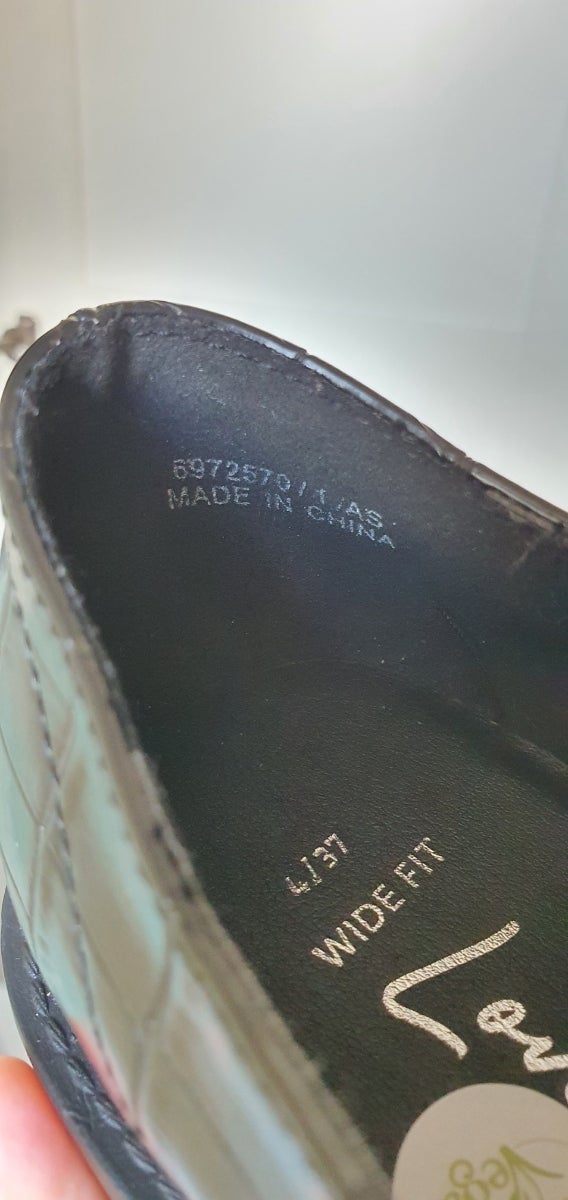 6972570/1/AS
MADE IN CHINA
4/37
WIDE FIT